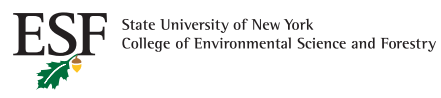 ESF
State University of New York
College of Environmental Science and Forestry